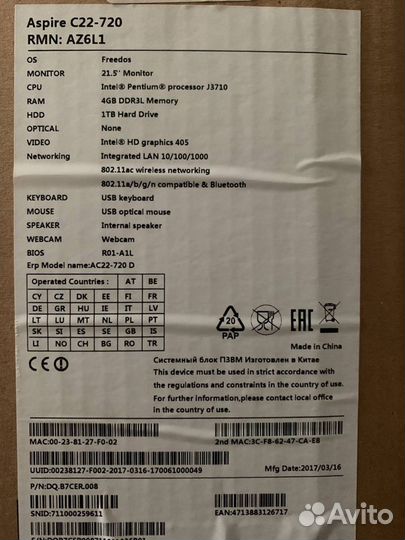 Aspire C22-720
RMN: AZ6L1
OS Freedos
MONITOR 21.5" Monitor
CPU Intel® Pentium® processor J3710
RAM 4GB DDR3L Memory
HDD 1TB Hard Drive
OPTICAL None
VIDEO Intel® HD graphics 405
Networking Integrated LAN 10/100/1000
802.11ac wireless networking
802.11a/b/g/n compatible & Bluetooth
KEYBOARD USB keyboard
MOUSE USB optical mouse
SPEAKER Internal speaker
WEBCAM Webcam
BIOS R01-A1L
Erp Model name:AC22-720 D
Operated Countries : AT BE
CY CZ DK EE FI FR
DE GR HU IE IT LV
LT LU MT NL PL PT
SK SI ES SE GB IS
LI NO CH BG RO TR
20
PAP
EAC
Made in China
CE
Системный блок ПЭВМ Изготовлен в Китае
This device must be used in strict accordance with
the regulations and constraints in the country of use.
For further information,please contact local office
in the country of use.
MAC:00-23-81-27-F0-02
2nd MAC:3C-F8-62-47-CA-E8
UUID:00238127-F002-2017-0316-170061000049
Mfg Date:2017/03/16
P/N:DQ.B7CER.008
SNID:711000259611
EAN:4713883126717
Avito